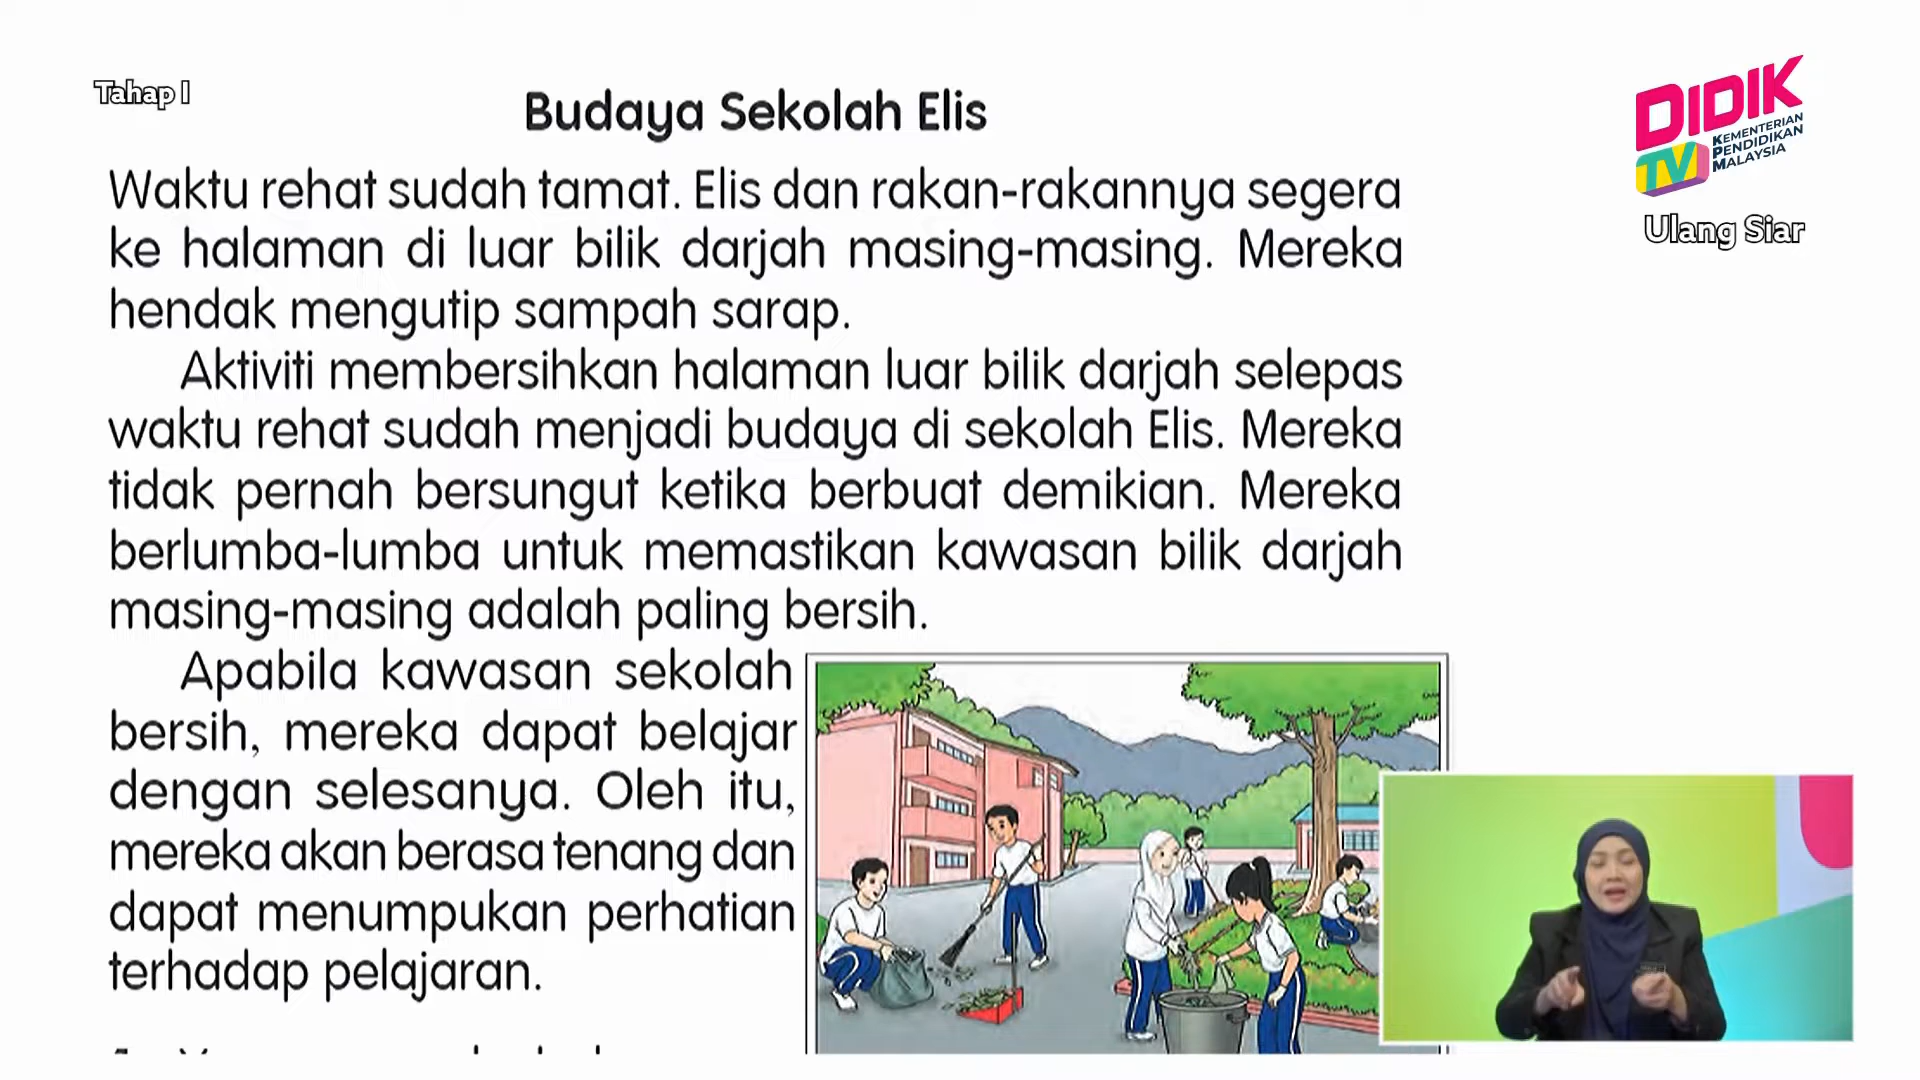 Tahap I
Budaya Sekolah Elis
Waktu rehat sudah tamat. Elis dan rakan-rakannya segera
ke halaman di luar bilik darjah masing-masing. Mereka
hendak mengutip sampah sarap.
Aktiviti membersihkan halaman luar bilik darjah selepas
waktu rehat sudah menjadi budaya di sekolah Elis. Mereka
tidak pernah bersungut ketika berbuat demikian. Mereka
berlumba-lumba untuk memastikan kawasan bilik darjah
masing-masing adalah paling bersih.
Apabila kawasan sekolah
bersih, mereka dapat belajar
dengan selesanya. Oleh itu,
mereka akan berasa tenang dan
dapat menumpukan perhatian
terhadap pelajaran.
DIDIK
TV
KEMENTERIAN
PENDIDIKAN
MALAYSIA
Ulang Siar